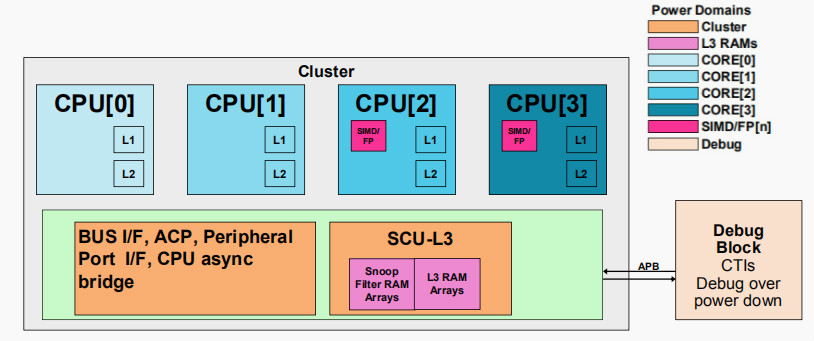 Power Domains
Cluster
L3 RAMs
CORE[0]
CORE[1]
CORE[2]
CORE[3]
SIMD/FP[n]
Debug
Cluster
CPU[0]
L1
L2
CPU[1]
L1
L2
CPU[2]
SIMD/
FP
L1
L2
CPU[3]
SIMD/
FP
L1
L2
BUS I/F, ACP, Peripheral
Port I/F, CPU async
bridge
SCU-L3
Snoop
Filter RAM
Arrays
L3 RAM
Arrays
APB
Debug
Block
CTIs
Debug over
power down